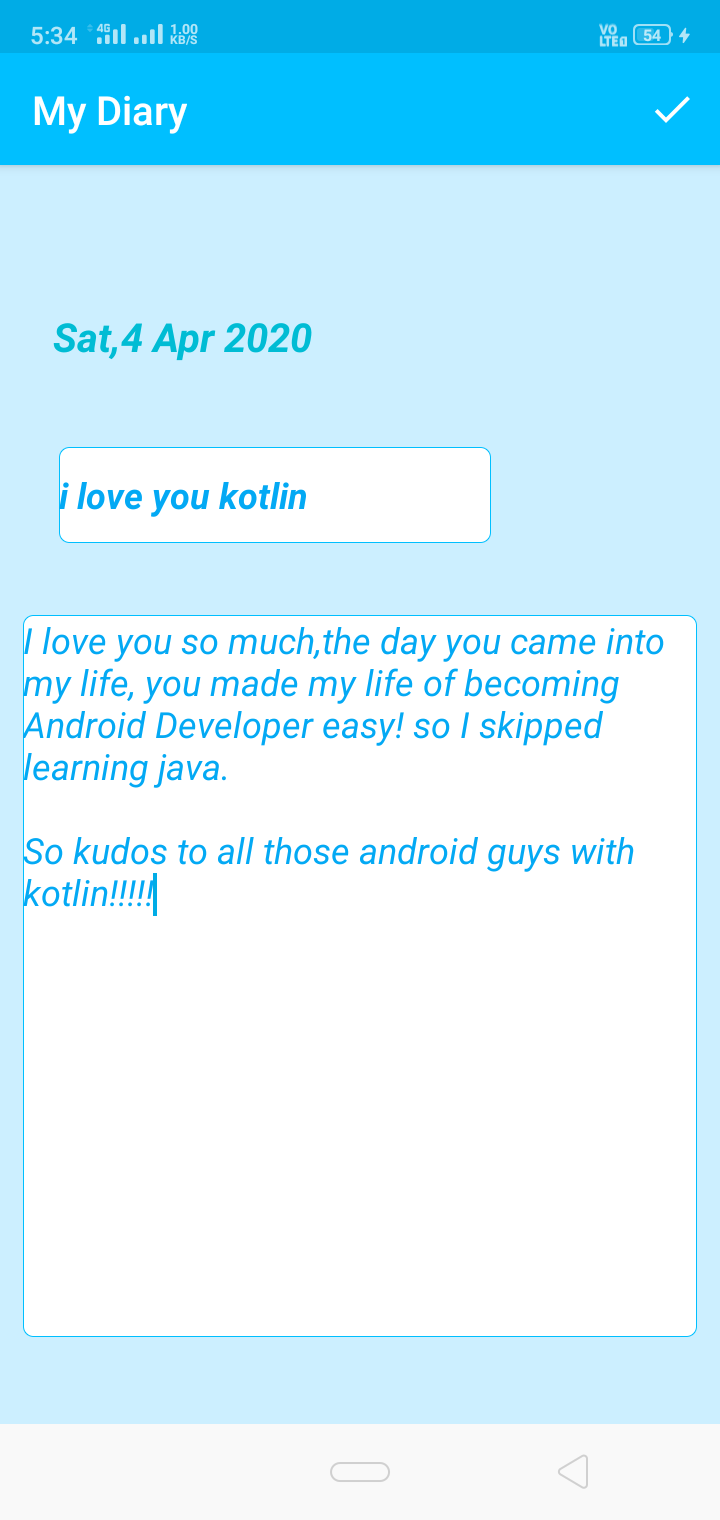 5:34 4G 1.00 KB/S VO LTE 54
My Diary
Sat,4 Apr 2020
i love you kotlin
I love you so much,the day you came into
my life, you made my life of becoming
Android Developer easy! so I skipped
learning java.
So kudos to all those android guys with
kotlin!!!!!